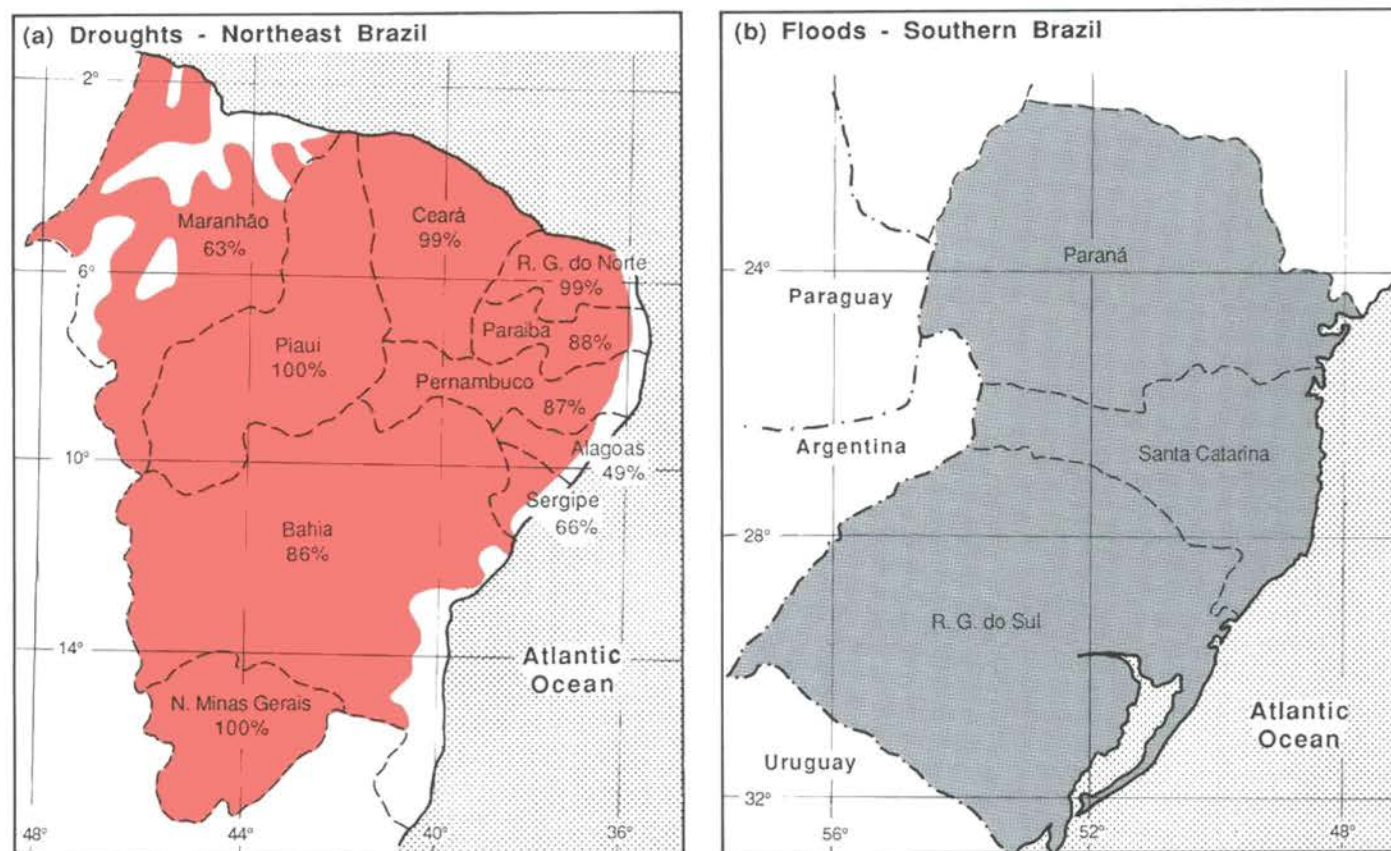 (a) Droughts - Northeast Brazil
2°
Maranhão
63%
Ceará
99%
6°
R. G. do Norte
99%
Paraiba
88%
Piaui
100%
Pernambuco
87%
10°
Alagoas
49%
Sergipe
66%
Bahia
86%
14°
Atlantic
Ocean
N. Minas Gerais
100%
48°
44°
40°
36°
(b) Floods - Southern Brazil
Paraná
24°
Paraguay
Argentina
Santa Catarina
28°
R. G. do Sul
Atlantic
Ocean
Uruguay
32°
56°
52°
48°